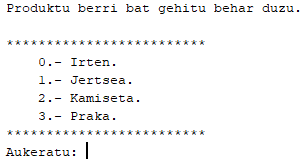 Produktu berri bat gehitu behar duzu.
*************************
0.- Irten.
1.- Jertsea.
2.- Kamiseta.
3.- Praka.
*************************
Aukeratu: